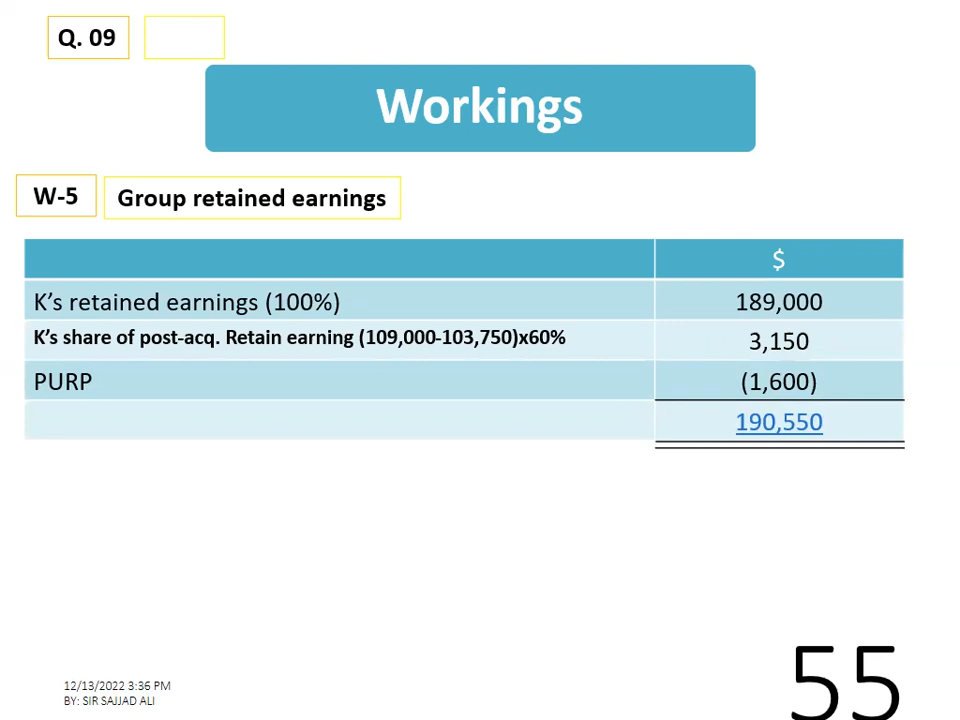 Q. 09
Workings
W-5
Group retained earnings
$
K’s retained earnings (100%) 189,000
K’s share of post-acq. Retain earning (109,000-103,750)x60% 3,150
PURP (1,600)
190,550
12/13/2022 3:36 PM
BY: SIR SAJJAD ALI
55